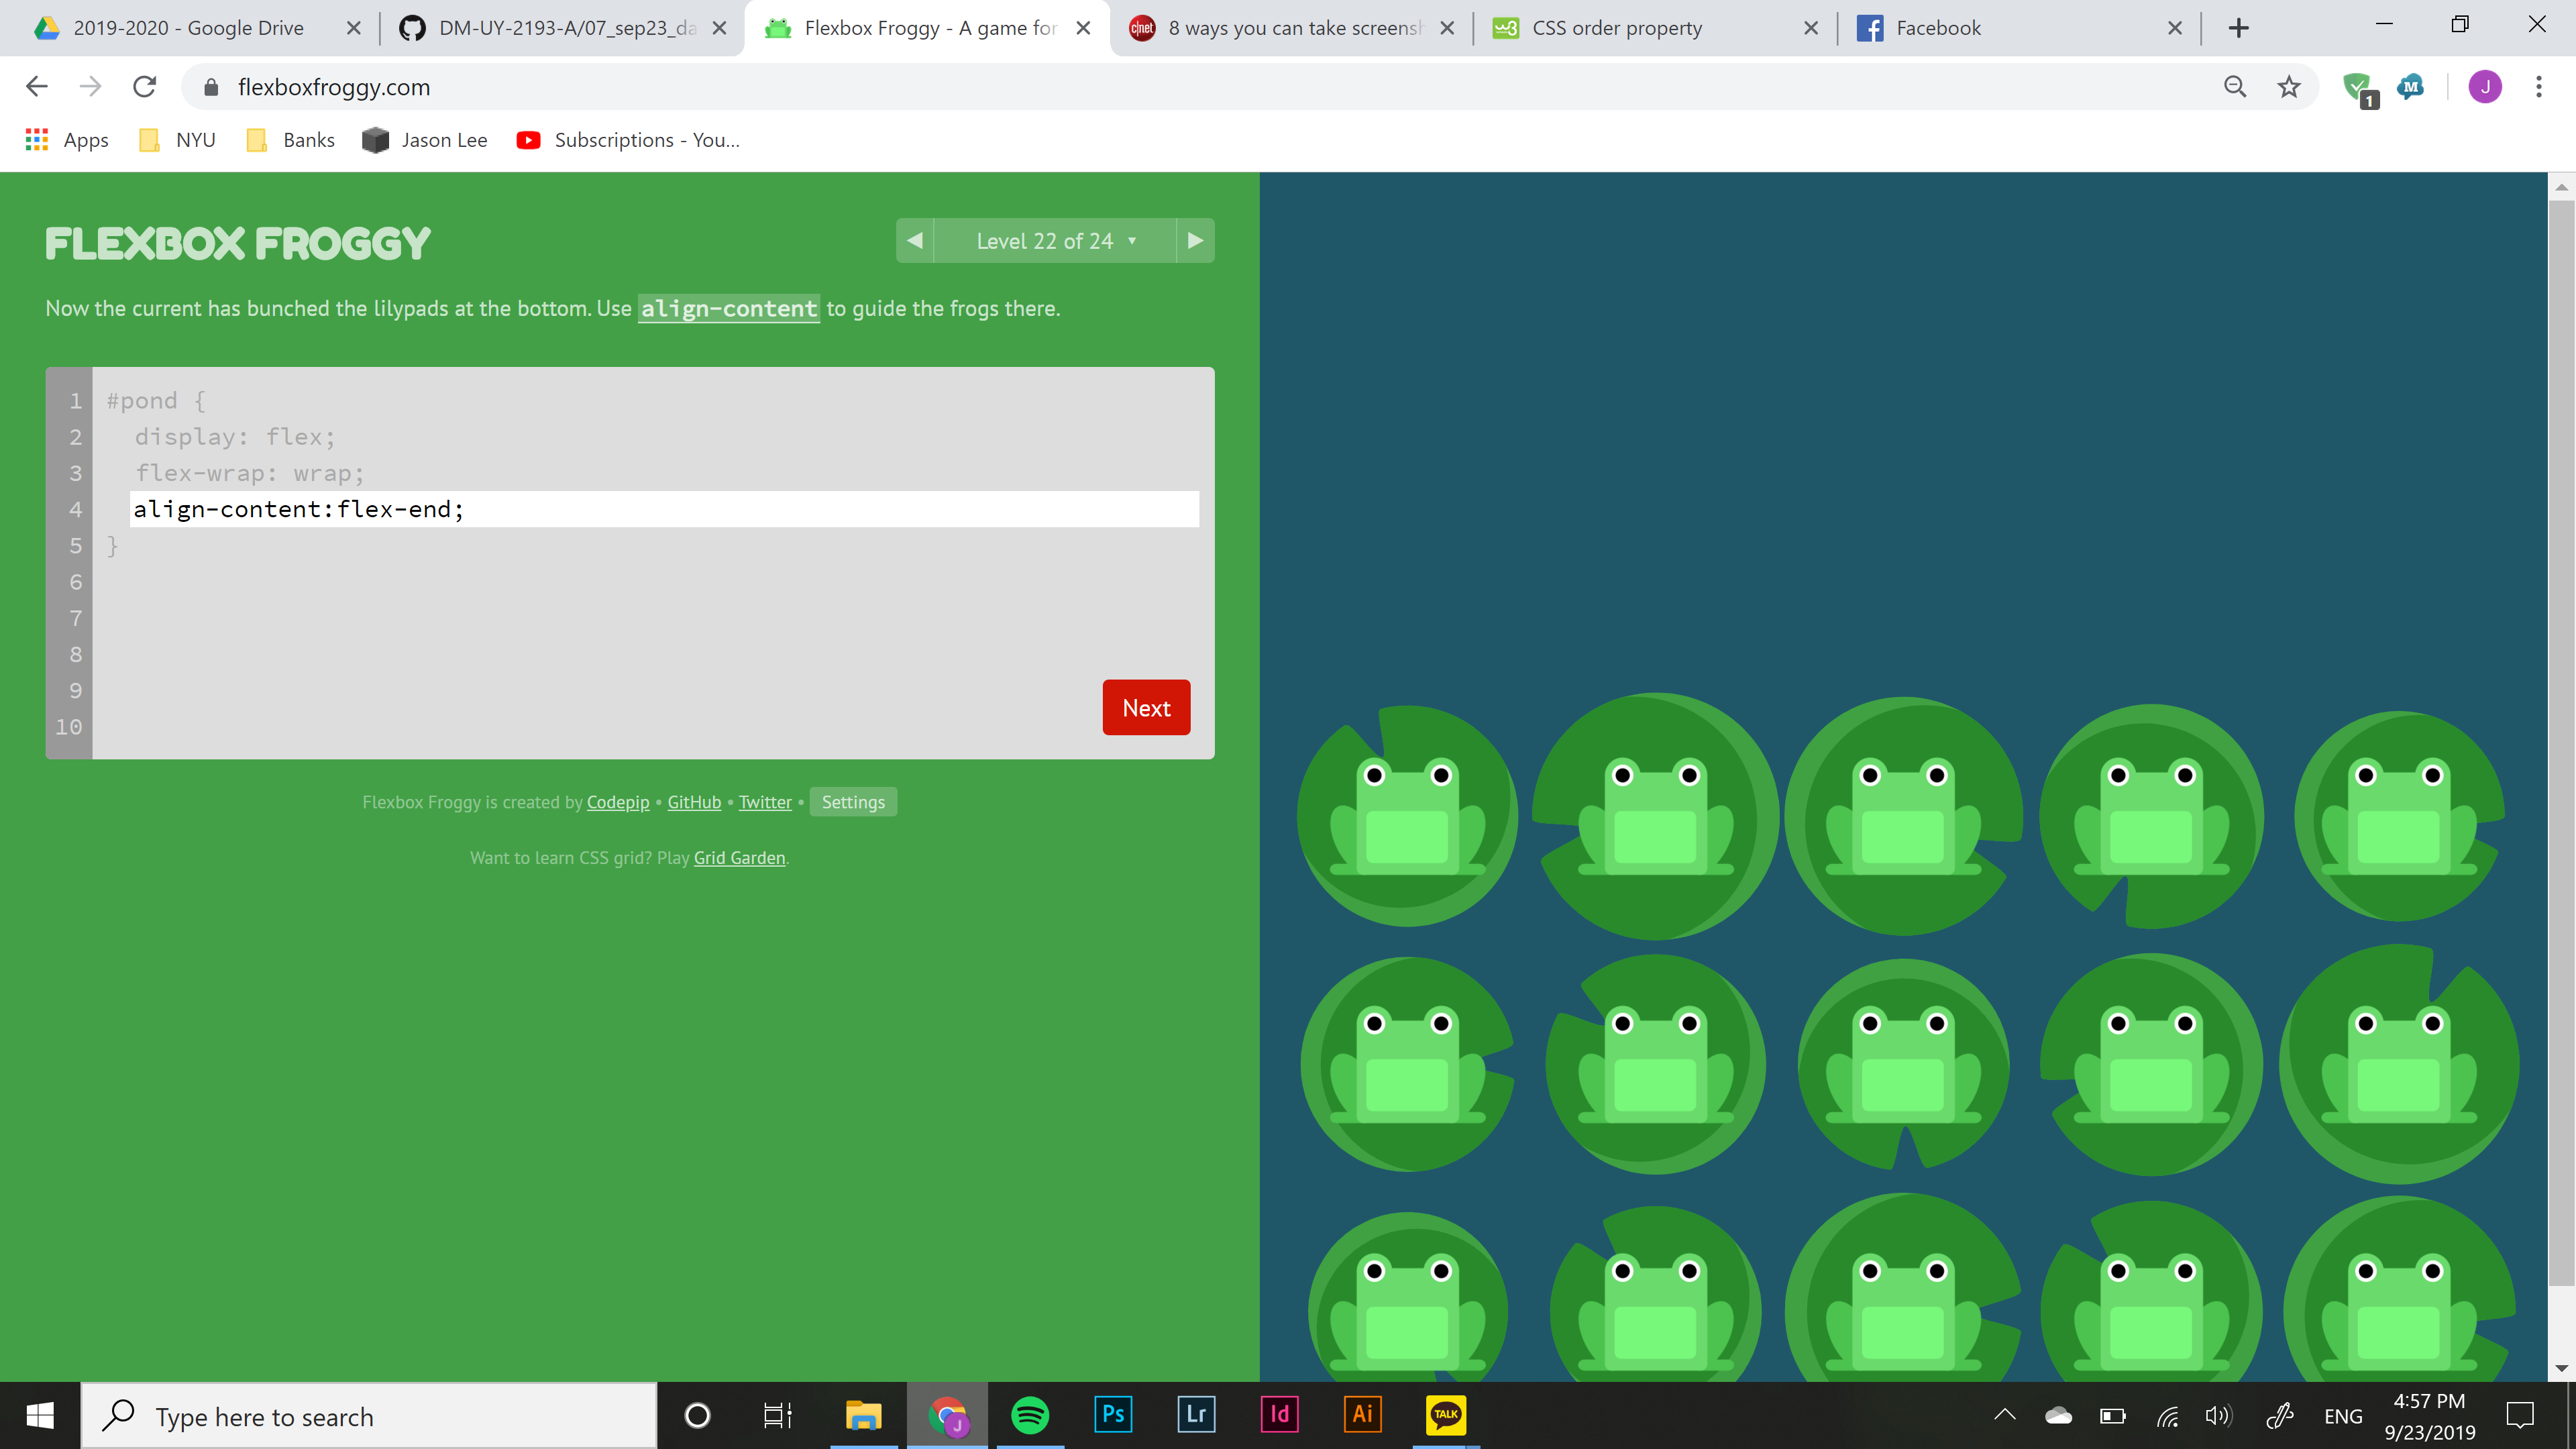 2019-2020 - Google Drive
DM-UY-2193-A/07_sep23_da
Flexbox Froggy - A game for
c|net
8 ways you can take screensh
w3
CSS order property
Facebook
flexboxfroggy.com
1
M
J
Apps
NYU
Banks
Jason Lee
Subscriptions - You...
FLEXBOX FROGGY
Level 22 of 24
Now the current has bunched the lilypads at the bottom. Use align-content to guide the frogs there.
1 #pond {
2 display: flex;
3 flex-wrap: wrap;
4 align-content:flex-end;
5 }
6
7
8
9
10
Next
Flexbox Froggy is created by Codepip • GitHub • Twitter • Settings
Want to learn CSS grid? Play Grid Garden.
Type here to search
J
Ps
Lr
Id
Ai
TALK
ENG
4:57 PM
9/23/2019